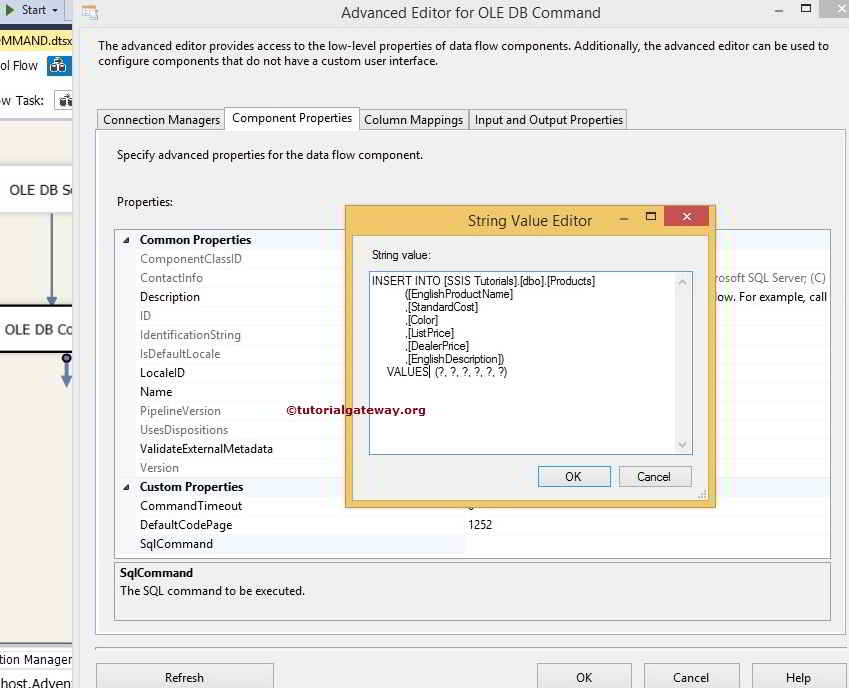 Start
Advanced Editor for OLE DB Command
OMMAND.dtsx
ol Flow
w Task:
The advanced editor provides access to the low-level properties of data flow components. Additionally, the advanced editor can be used to
configure components that do not have a custom user interface.
Connection Managers
Component Properties
Column Mappings
Input and Output Properties
Specify advanced properties for the data flow component.
Properties:
OLE DB So
OLE DB Co
Common Properties
ComponentClassID
ContactInfo
rosoft SQL Server; (C)
Description
low. For example, call
ID
IdentificationString
IsDefaultLocale
LocaleID
Name
PipelineVersion
UsesDispositions
ValidateExternalMetadata
Version
Custom Properties
CommandTimeout
DefaultCodePage
1252
SqlCommand
String Value Editor
String value:
INSERT INTO [SSIS Tutorials].[dbo].[Products]
([EnglishProductName]
,[StandardCost]
,[Color]
,[ListPrice]
,[DealerPrice]
,[EnglishDescription])
VALUES (?, ?, ?, ?, ?, ?)
OK
Cancel
©tutorialgateway.org
SqlCommand
The SQL command to be executed.
tion Manager
host.Adven
Refresh
OK
Cancel
Help